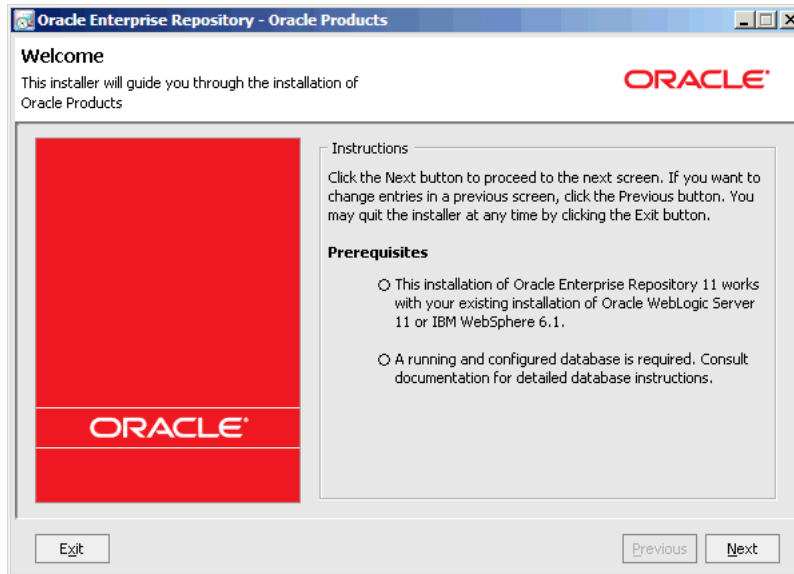 Oracle Enterprise Repository - Oracle Products
Welcome
This installer will guide you through the installation of
Oracle Products
ORACLE
Instructions
Click the Next button to proceed to the next screen. If you want to
change entries in a previous screen, click the Previous button. You
may quit the installer at any time by clicking the Exit button.
Prerequisites
This installation of Oracle Enterprise Repository 11 works
with your existing installation of Oracle WebLogic Server
11 or IBM WebSphere 6.1.
A running and configured database is required. Consult
documentation for detailed database instructions.
ORACLE
Exit
Previous
Next